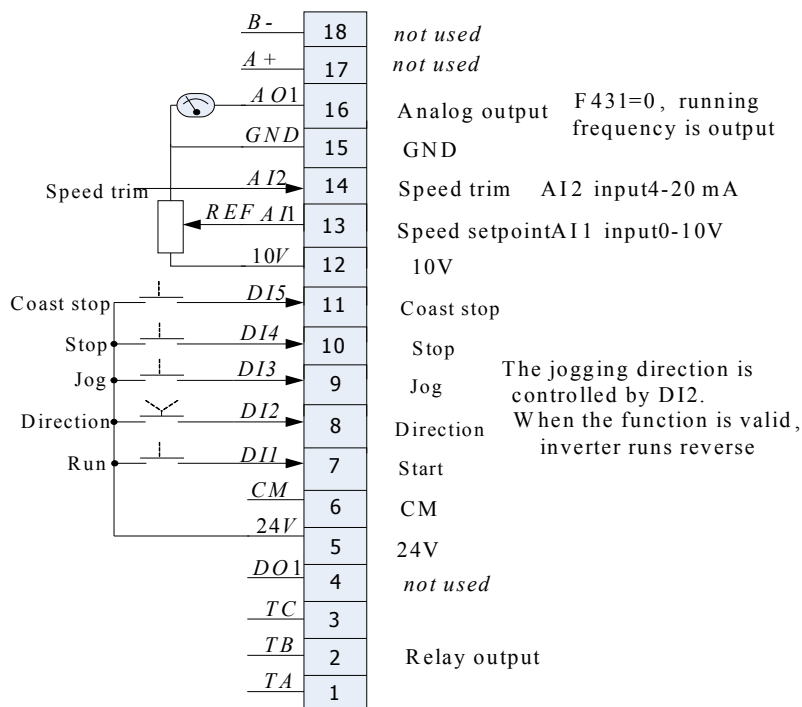 B - 18 not used
A + 17 not used
A O1 16 Analog output F431=0, running frequency is output
GND 15 GND
Speed trim A I2 14 Speed trim AI2 input4-20 mA
REF A I1 13 Speed setpointAI1 input0-10V
10V 12 10V
Coast stop DI5 11 Coast stop
Stop DI4 10 Stop
Jog DI3 9 Jog The jogging direction is controlled by DI2.
Direction DI2 8 Direction When the function is valid, inverter runs reverse
Run DI1 7 Start
CM 6 CM
24V 5 24V
DO1 4 not used
TC 3
TB 2 Relay output
TA 1